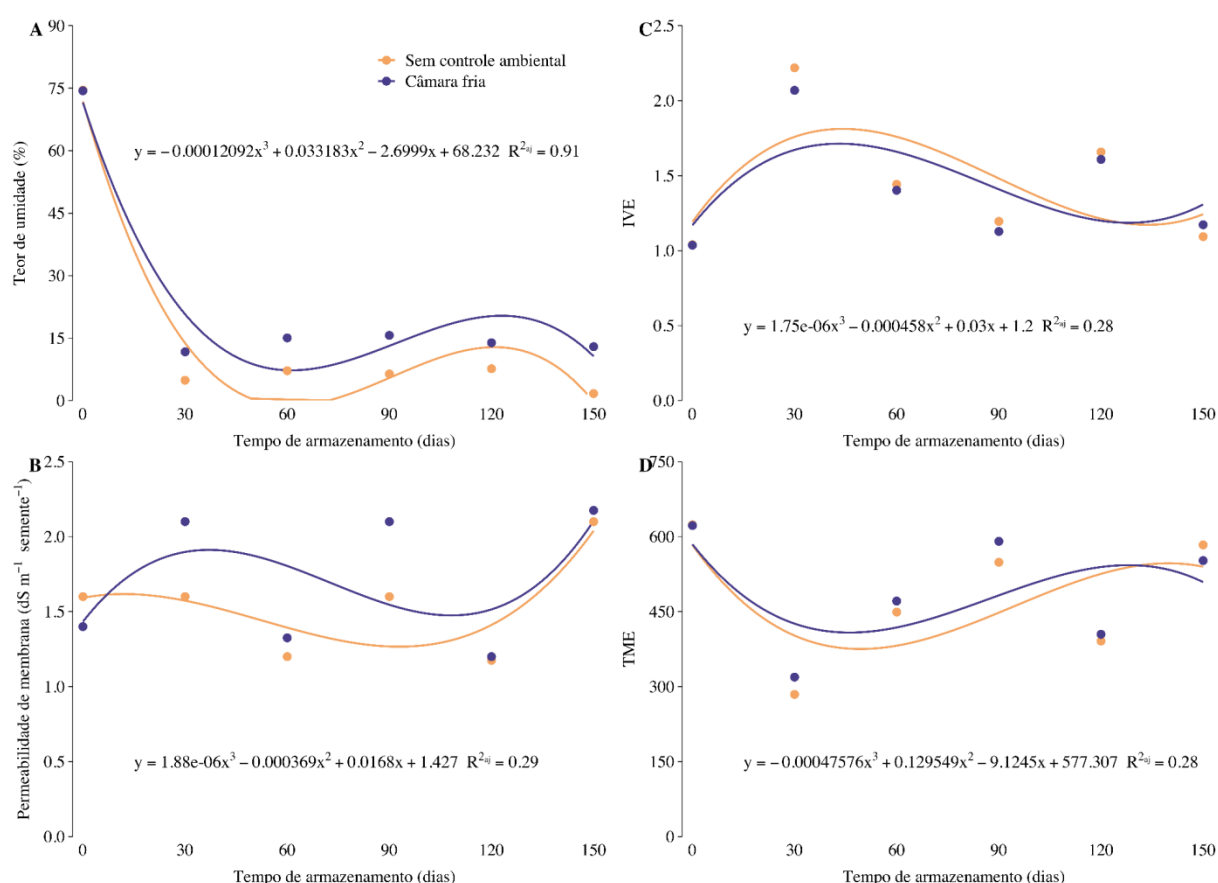 A
90
75
60
45
30
15
0
Teor de umidade (%)
Sem controle ambiental
Câmara fria
y = −0.00012092x³ + 0.033183x² − 2.6999x + 68.232 R²ᵃʲ = 0.91
0 30 60 90 120 150
Tempo de armazenamento (dias)
C
2.5
2.0
1.5
1.0
0.5
0.0
IVE
y = 1.75e-06x³ − 0.000458x² + 0.03x + 1.2 R²ᵃʲ = 0.28
0 30 60 90 120 150
Tempo de armazenamento (dias)
B
2.5
2.0
1.5
1.0
0.5
0.0
Permeabilidade de membrana (dS m⁻¹ semente⁻¹)
y = 1.88e-06x³ − 0.000369x² + 0.0168x + 1.427 R²ᵃʲ = 0.29
0 30 60 90 120 150
Tempo de armazenamento (dias)
D
750
600
450
300
150
0
TME
y = −0.00047576x³ + 0.129549x² − 9.1245x + 577.307 R²ᵃʲ = 0.28
0 30 60 90 120 150
Tempo de armazenamento (dias)